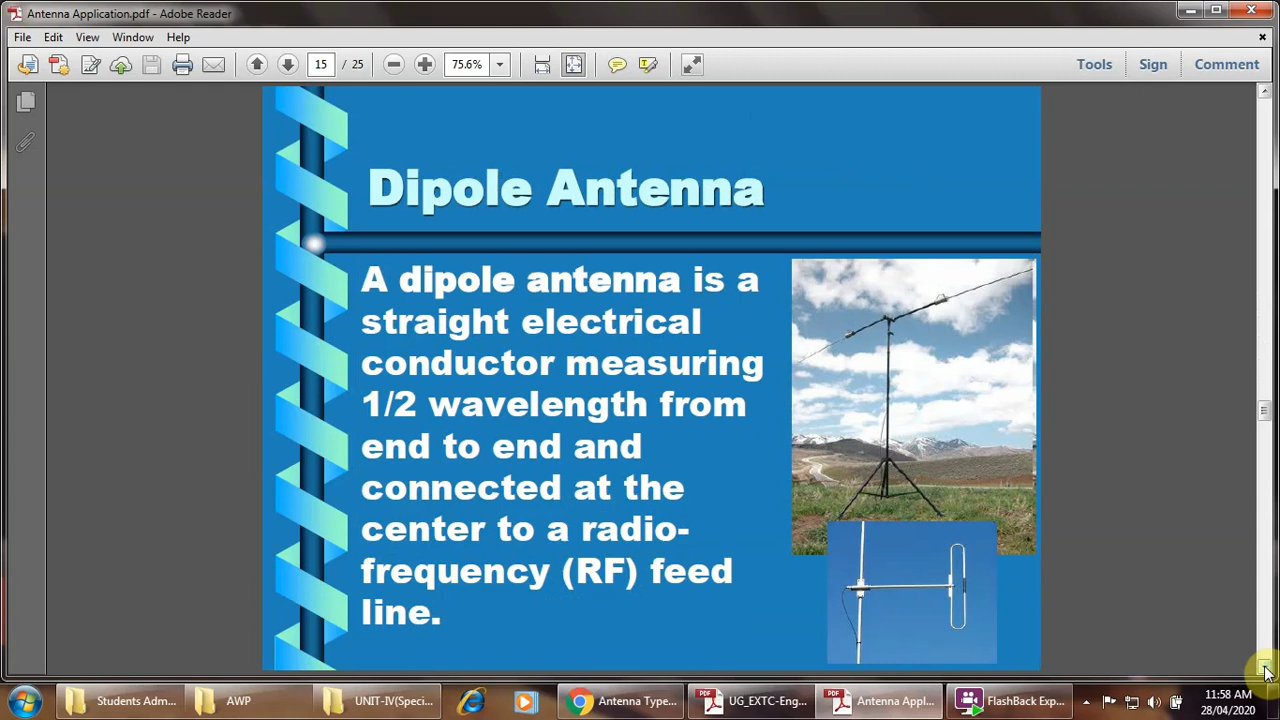 Antenna Application.pdf - Adobe Reader
File Edit View Window Help
15 / 25 75.6% Tools Sign Comment
Dipole Antenna
A dipole antenna is a
straight electrical
conductor measuring
1/2 wavelength from
end to end and
connected at the
center to a radio-
frequency (RF) feed
line.
Students Adm... AWP UNIT-IV(Speci... Antenna Type... UG_EXTC-Eng... Antenna Appl... FlashBack Exp...
11:58 AM
28/04/2020